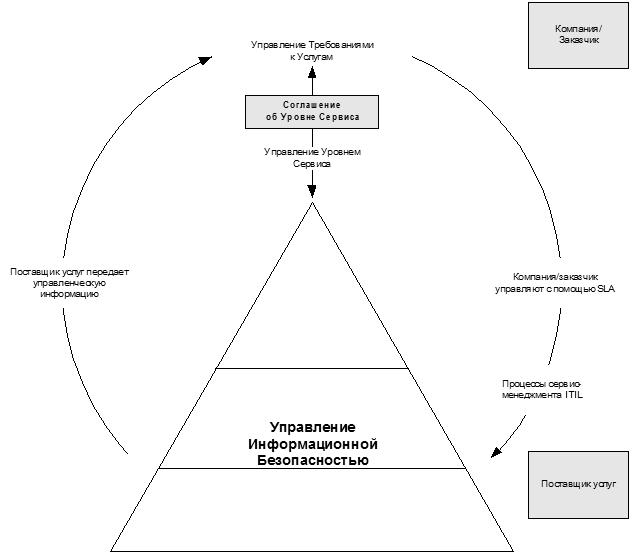 Компания/
Заказчик
Управление Требованиями
к Услугам
Соглашение
об Уровне Сервиса
Управление Уровнем
Сервиса
Поставщик услуг передает
управленческую
информацию
Компания/заказчик
управляют с помощью SLA
Процессы сервис-
менеджмента ITIL
Управление
Информационной
Безопасностью
Поставщик услуг